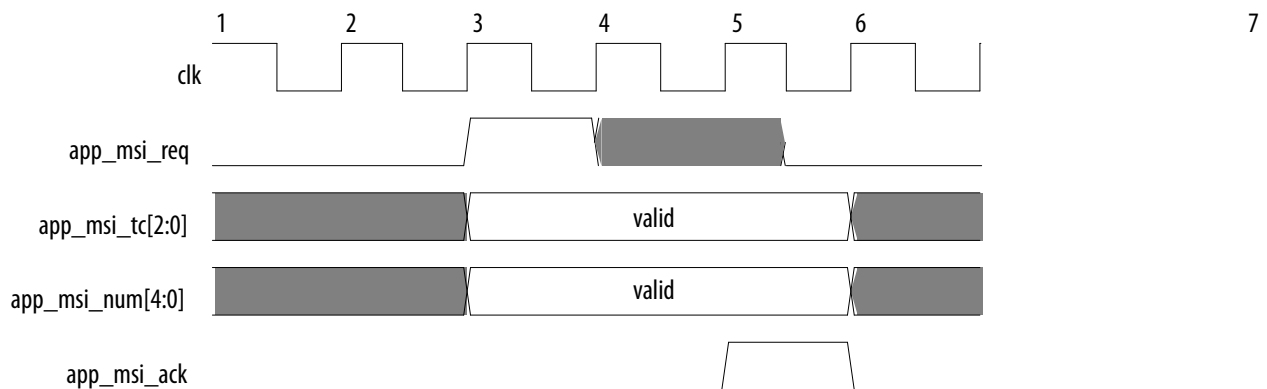 1 2 3 4 5 6 7
clk
app_msi_req
app_msi_tc[2:0] valid
app_msi_num[4:0] valid
app_msi_ack